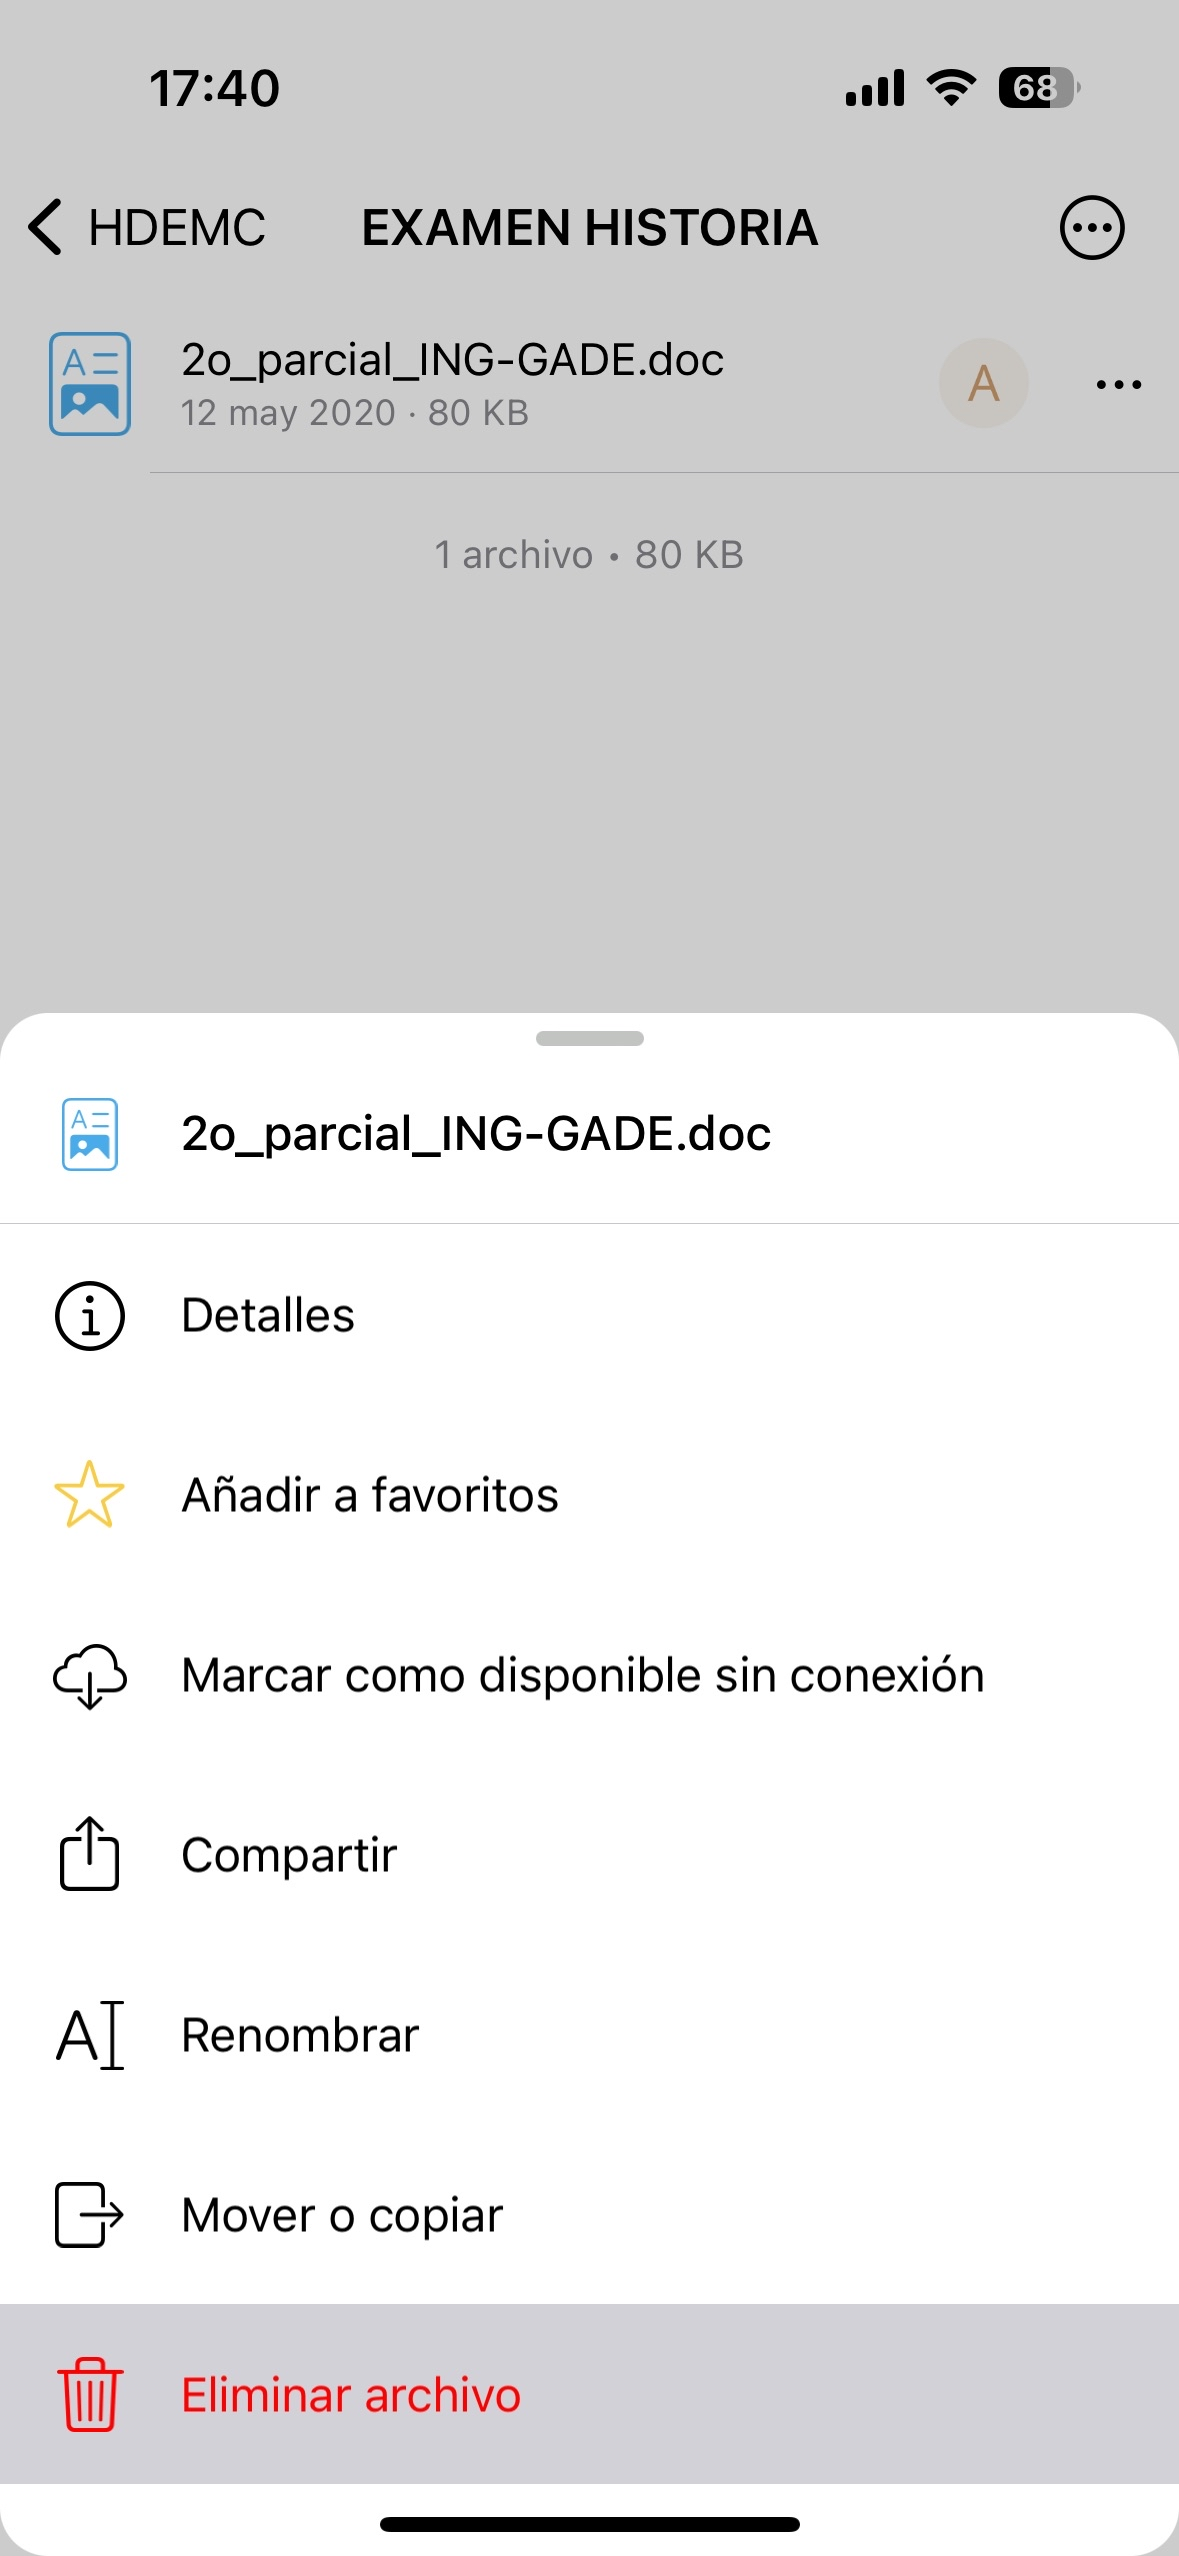 17:40
68
HDEMC
EXAMEN HISTORIA
2o_parcial_ING-GADE.doc
12 may 2020 · 80 KB
A
1 archivo • 80 KB
2o_parcial_ING-GADE.doc
Detalles
Añadir a favoritos
Marcar como disponible sin conexión
Compartir
Renombrar
Mover o copiar
Eliminar archivo